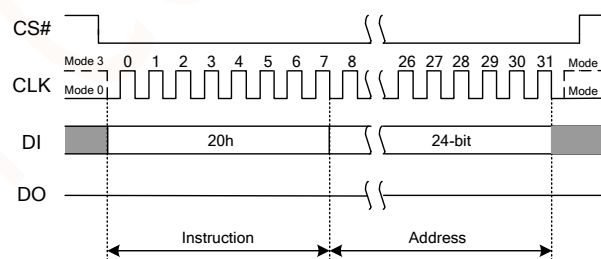 CS#
Mode 3 0 1 2 3 4 5 6 7 8 26 27 28 29 30 31 Mode
CLK
Mode 0 Mode
DI 20h 24-bit
DO
Instruction Address